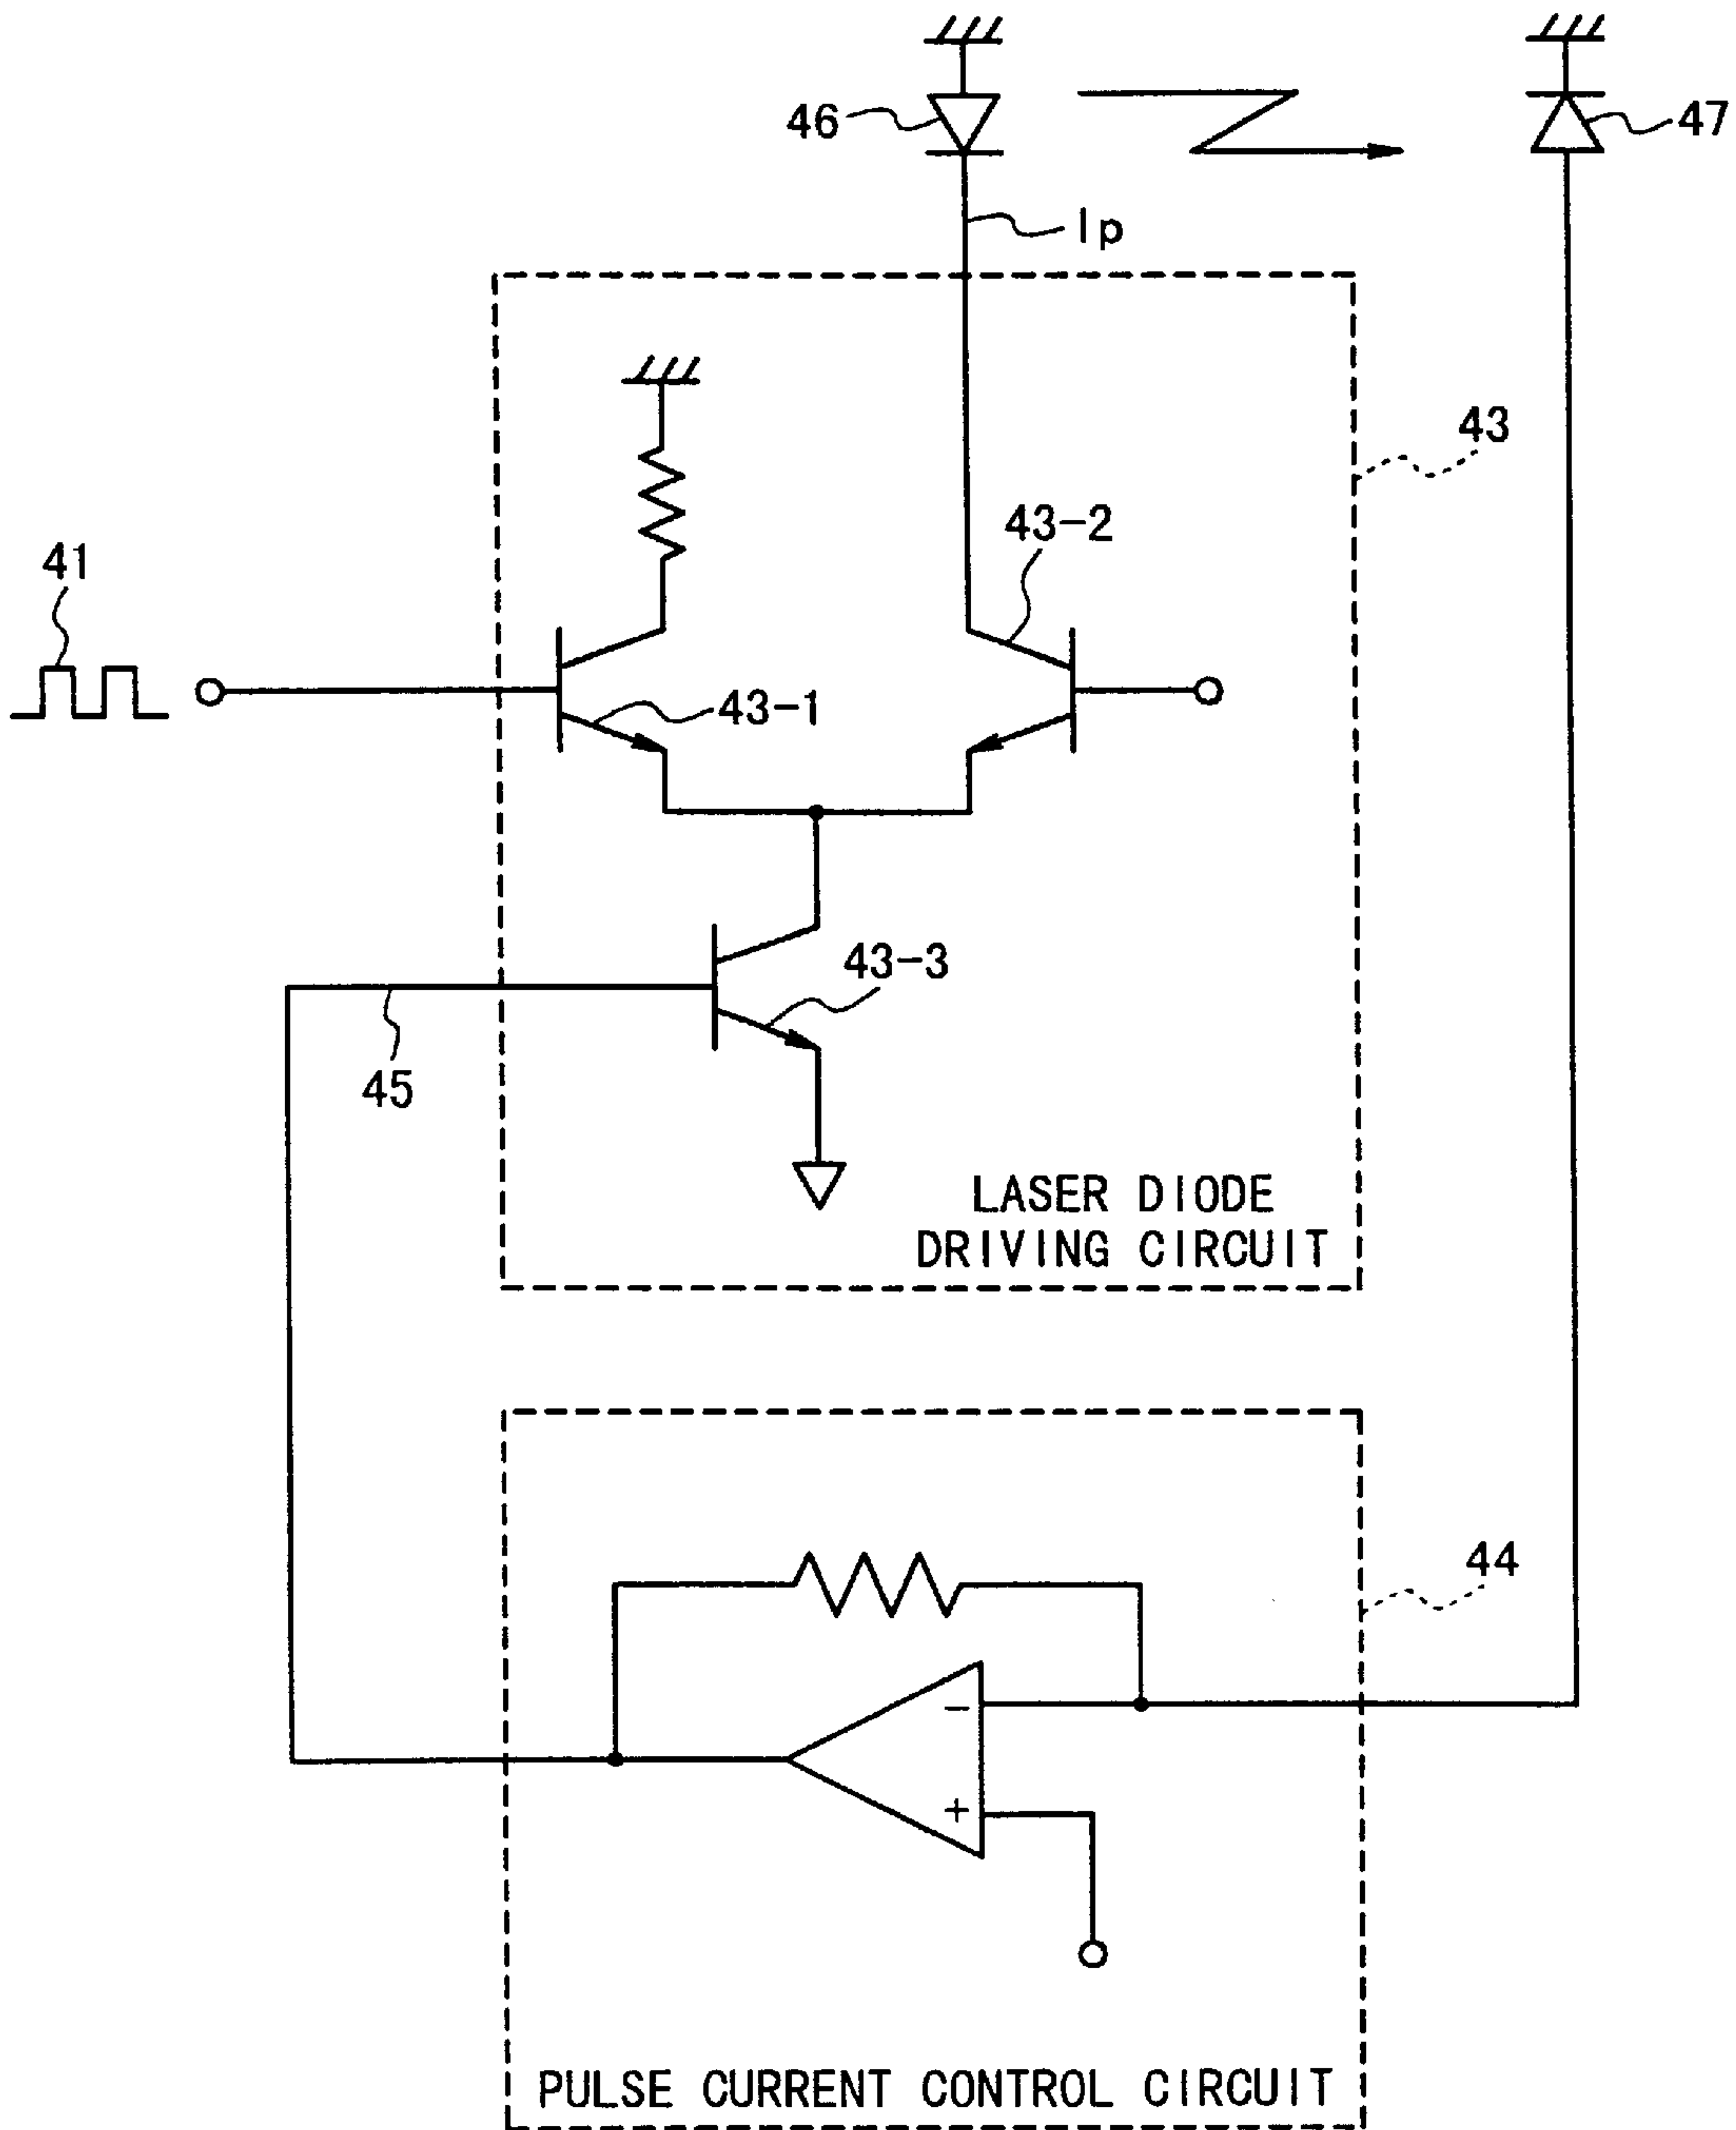 46
47
Ip
43
43-2
41
43-1
43-3
45
LASER DIODE
DRIVING CIRCUIT
44
−
+
PULSE CURRENT CONTROL CIRCUIT